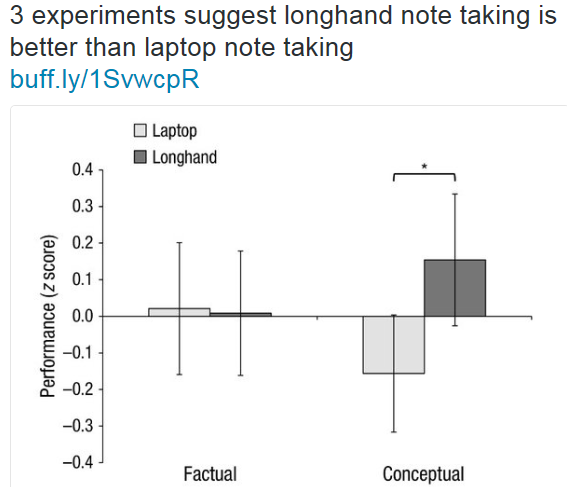 3 experiments suggest longhand note taking is
better than laptop note taking
buff.ly/1SvwcpR
Laptop
Longhand
*
0.4
0.3
0.2
0.1
0.0
–0.1
–0.2
–0.3
–0.4
Performance (z score)
Factual
Conceptual